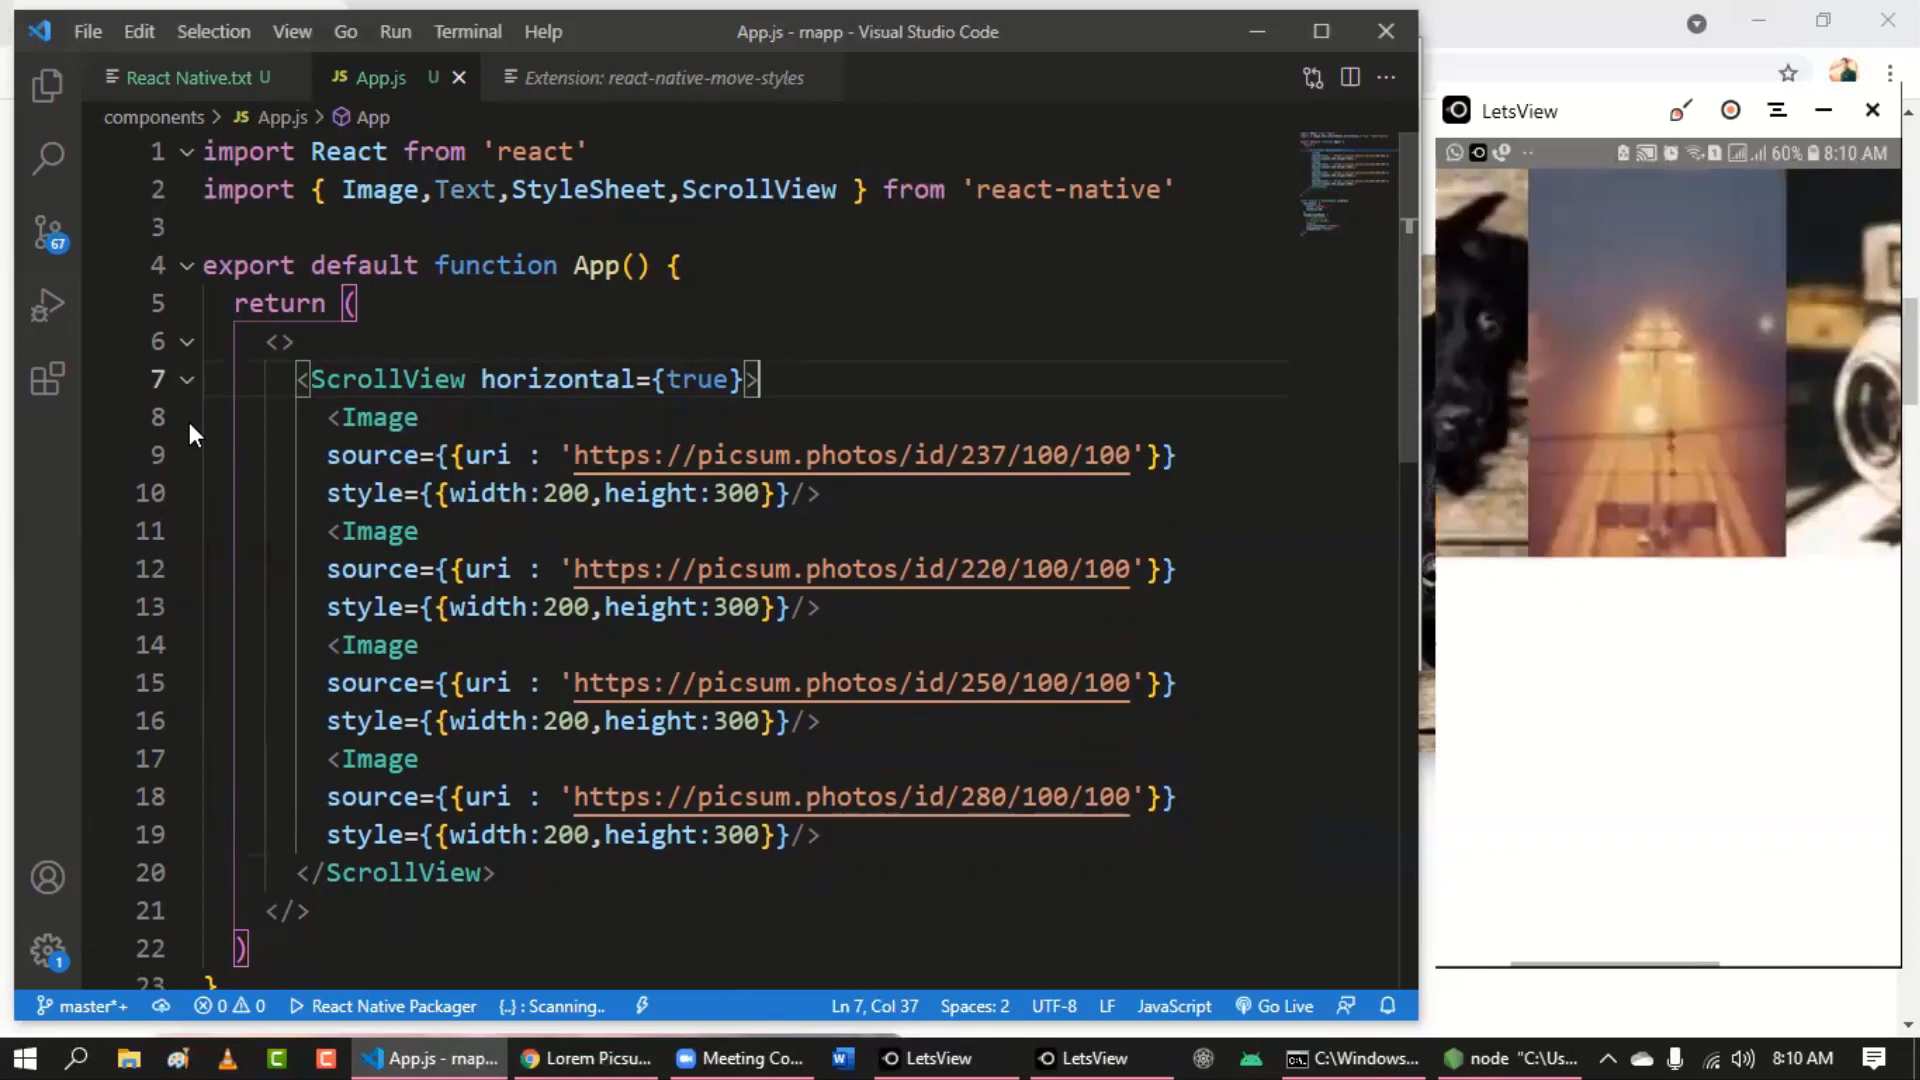 File Edit Selection View Go Run Terminal Help
App.js - rnapp - Visual Studio Code
React Native.txt U
JS App.js U
Extension: react-native-move-styles
components > JS App.js > App
1 import React from 'react'
2 import { Image,Text,StyleSheet,ScrollView } from 'react-native'
3
4 export default function App() {
5 return (
6 <>
7 <ScrollView horizontal={true}>
8 <Image
9 source={{uri : 'https://picsum.photos/id/237/100/100'}}
10 style={{width:200,height:300}}/>
11 <Image
12 source={{uri : 'https://picsum.photos/id/220/100/100'}}
13 style={{width:200,height:300}}/>
14 <Image
15 source={{uri : 'https://picsum.photos/id/250/100/100'}}
16 style={{width:200,height:300}}/>
17 <Image
18 source={{uri : 'https://picsum.photos/id/280/100/100'}}
19 style={{width:200,height:300}}/>
20 </ScrollView>
21 </>
22 )
23 }
67
1
LetsView
60% 8:10 AM
master*+ 0 0 React Native Packager {..} : Scanning.. Ln 7, Col 37 Spaces: 2 UTF-8 LF JavaScript Go Live
App.js - rnap... Lorem Picsu... Meeting Co... LetsView LetsView C:\Windows... node "C:\Us... 8:10 AM